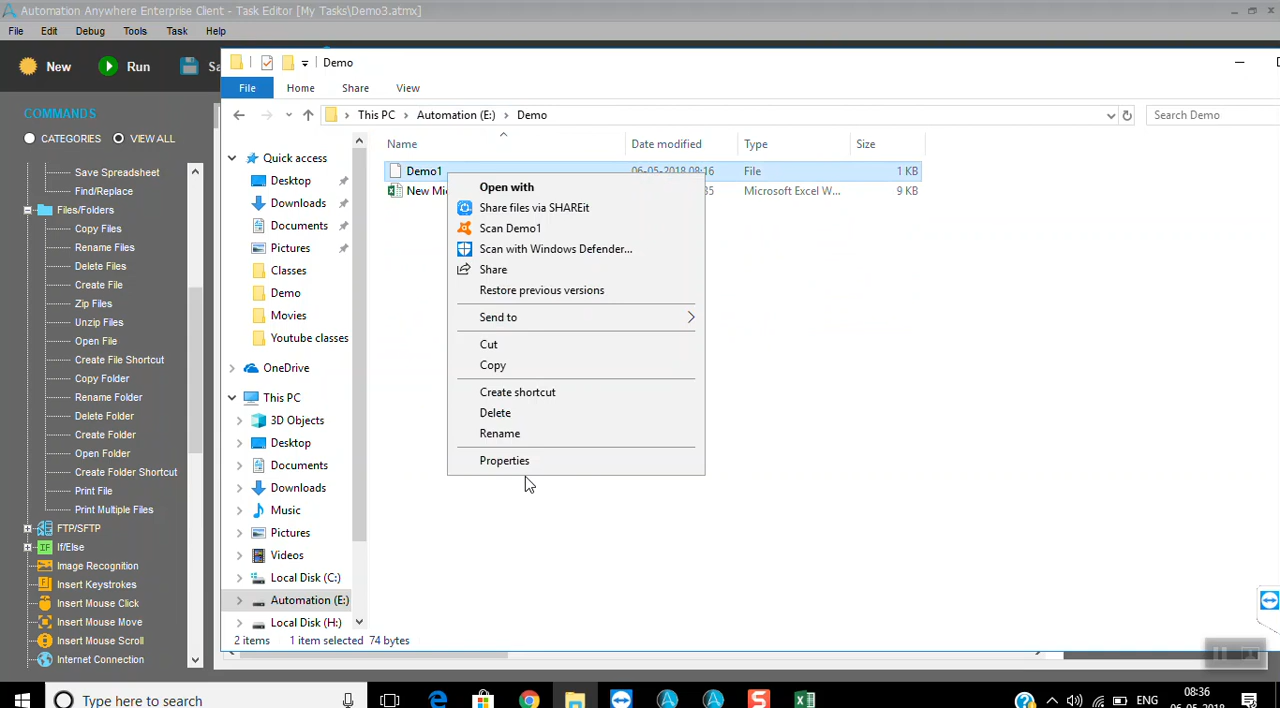 Automation Anywhere Enterprise Client - Task Editor [My Tasks\Demo3.atmx]
File Edit Debug Tools Task Help
New Run
COMMANDS
CATEGORIES VIEW ALL
Save Spreadsheet
Find/Replace
Files/Folders
Copy Files
Rename Files
Delete Files
Create File
Zip Files
Unzip Files
Open File
Create File Shortcut
Copy Folder
Rename Folder
Delete Folder
Create Folder
Open Folder
Create Folder Shortcut
Print File
Print Multiple Files
FTP/SFTP
If/Else
Image Recognition
Insert Keystrokes
Insert Mouse Click
Insert Mouse Move
Insert Mouse Scroll
Internet Connection
Demo
File Home Share View
This PC > Automation (E:) > Demo
Search Demo
Quick access
Desktop
Downloads
Documents
Pictures
Classes
Demo
Movies
Youtube classes
OneDrive
This PC
3D Objects
Desktop
Documents
Downloads
Music
Pictures
Videos
Local Disk (C:)
Automation (E:)
Local Disk (H:)
Name Date modified Type Size
Demo1 06-05-2018 08:16 File 1 KB
New Microsoft Excel W... 9 KB
Open with
Share files via SHAREit
Scan Demo1
Scan with Windows Defender...
Share
Restore previous versions
Send to
Cut
Copy
Create shortcut
Delete
Rename
Properties
2 items 1 item selected 74 bytes
Type here to search
ENG
08:36
06-05-2018